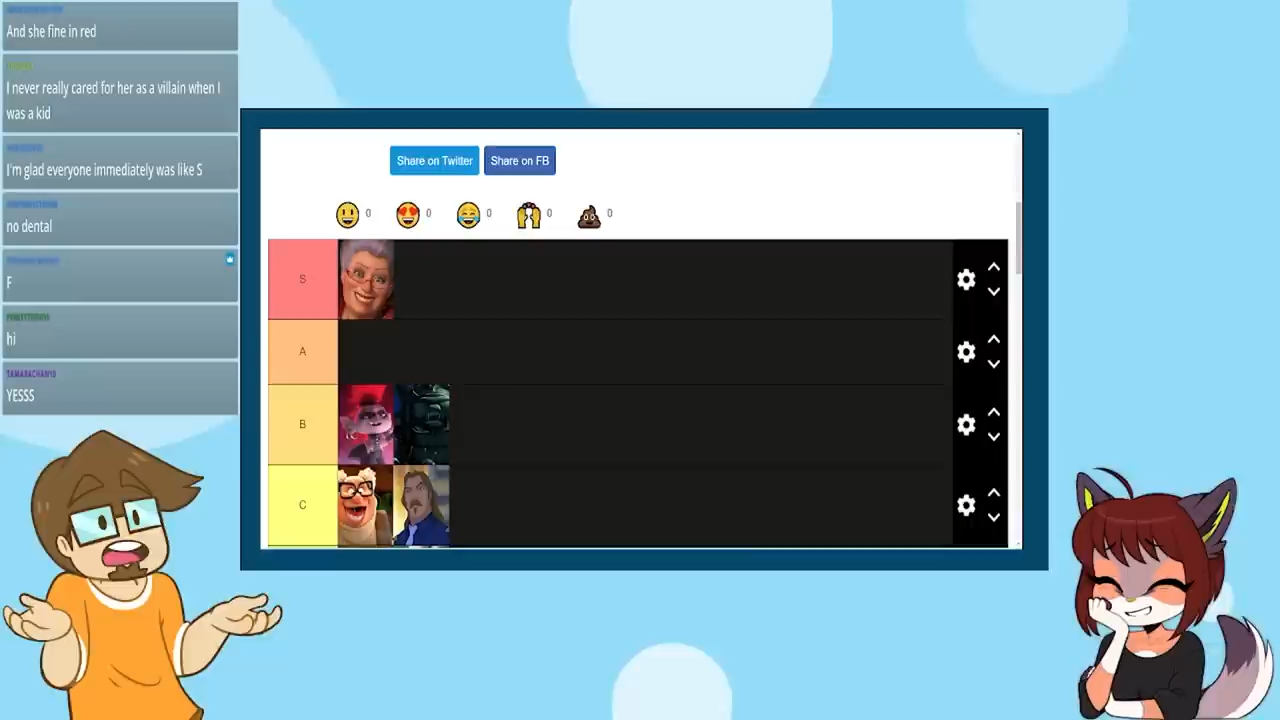 And she fine in red
I never really cared for her as a villain when I
was a kid
I'm glad everyone immediately was like S
no dental
F
hi
TAMARACHAN10
YESSS
Share on Twitter
Share on FB
0
0
0
0
0
S
A
B
C